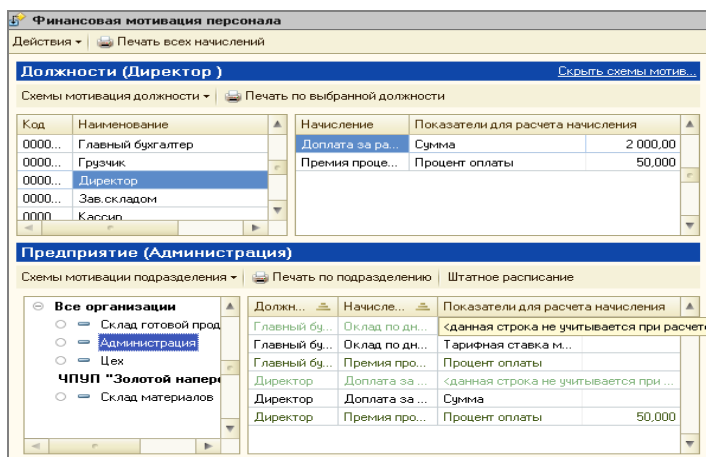 Финансовая мотивация персонала
Действия Печать всех начислений
Должности (Директор ) Скрыть схемы мотив...
Схемы мотивация должности Печать по выбранной должности
Код Наименование Начисление Показатели для расчета начисления
0000... Главный бухгалтер Доплата за ра... Сумма 2 000,00
0000... Грузчик Премия проце... Процент оплаты 50,000
0000... Директор
0000... Зав.складом
0000 Кассир
Предприятие (Администрация)
Схемы мотивации подразделения Печать по подразделению Штатное расписание
Все организации Должн... Начисле... Показатели для расчета начисления
Склад готовой прод Главный бу... Оклад по дн... <данная строка не учитывается при расчете
Администрация Главный бу... Оклад по дн... Тарифная ставка м...
Цех Главный бу... Премия про... Процент оплаты
ЧПУП "Золотой напер Директор Доплата за ... <данная строка не учитывается при ...
Склад материалов Директор Доплата за ... Сумма
Директор Премия про... Процент оплаты 50,000